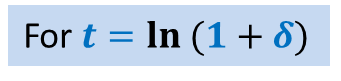 For t = ln (1 + δ)